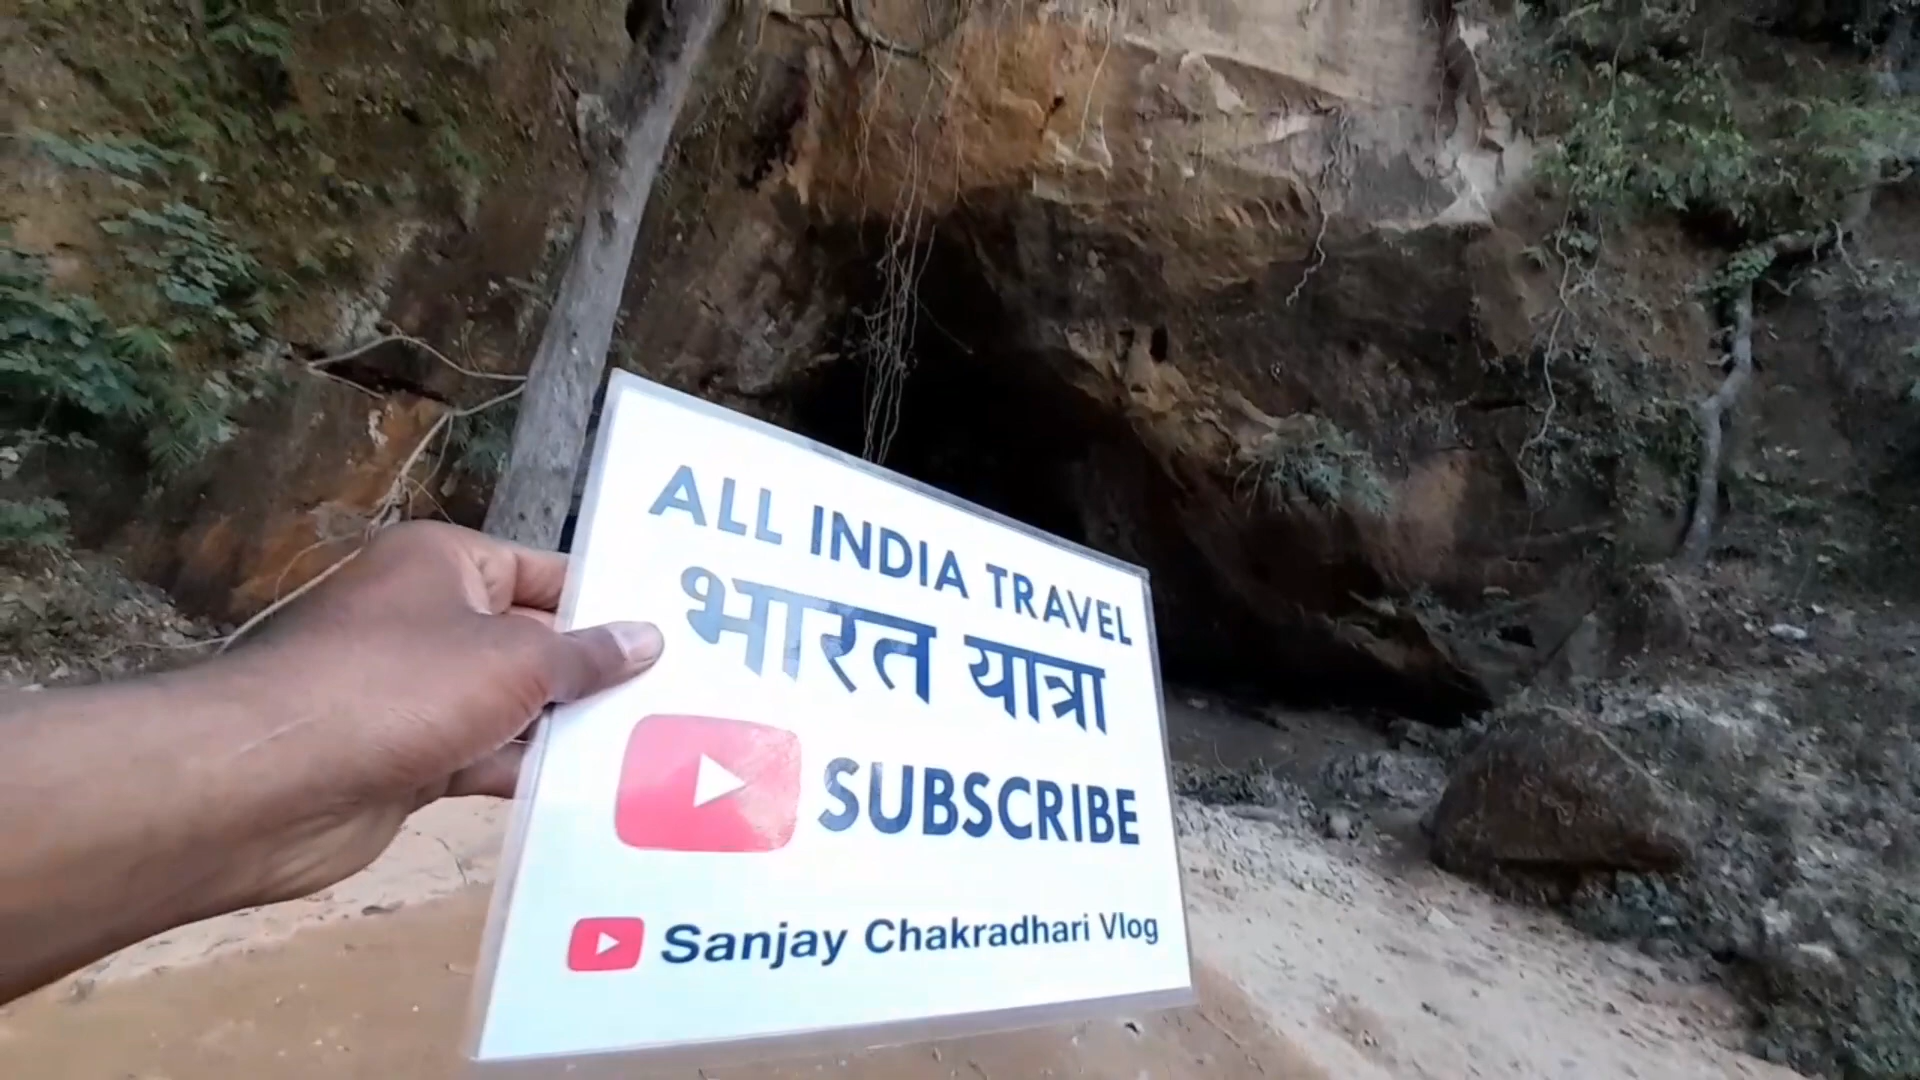 ALL INDIA TRAVEL
भारत यात्रा
SUBSCRIBE
Sanjay Chakradhari Vlog